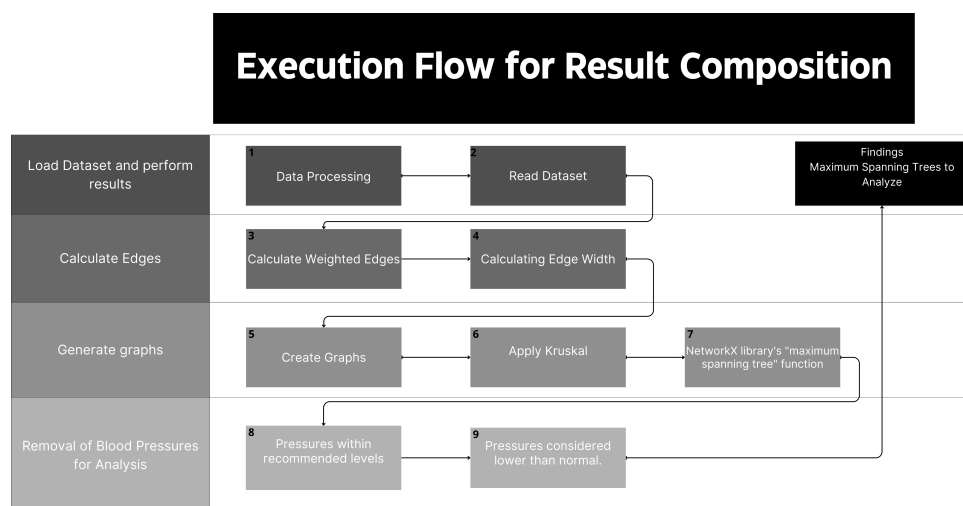 Execution Flow for Result Composition
Load Dataset and perform
results
1
Data Processing
2
Read Dataset
Findings
Maximum Spanning Trees to
Analyze
Calculate Edges
3
Calculate Weighted Edges
4
Calculating Edge Width
Generate graphs
5
Create Graphs
6
Apply Kruskal
7
NetworkX library's "maximum
spanning tree" function
Removal of Blood Pressures
for Analysis
8
Pressures within
recommended levels
9
Pressures considered
lower than normal.